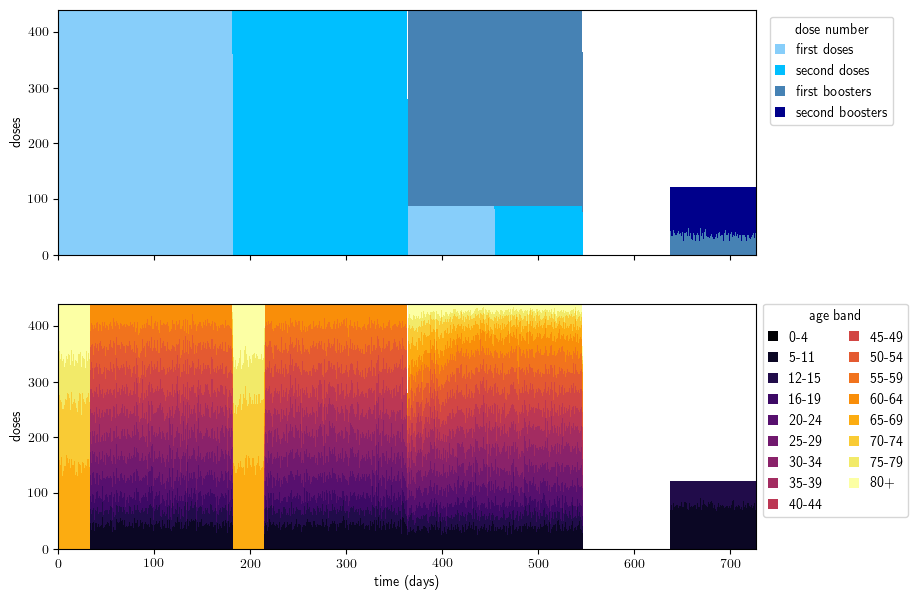 400
300
200
100
0
doses
dose number
first doses
second doses
first boosters
second boosters
400
300
200
100
0
doses
0 100 200 300 400 500 600 700
time (days)
age band
0-4
5-11
12-15
16-19
20-24
25-29
30-34
35-39
40-44
45-49
50-54
55-59
60-64
65-69
70-74
75-79
80+